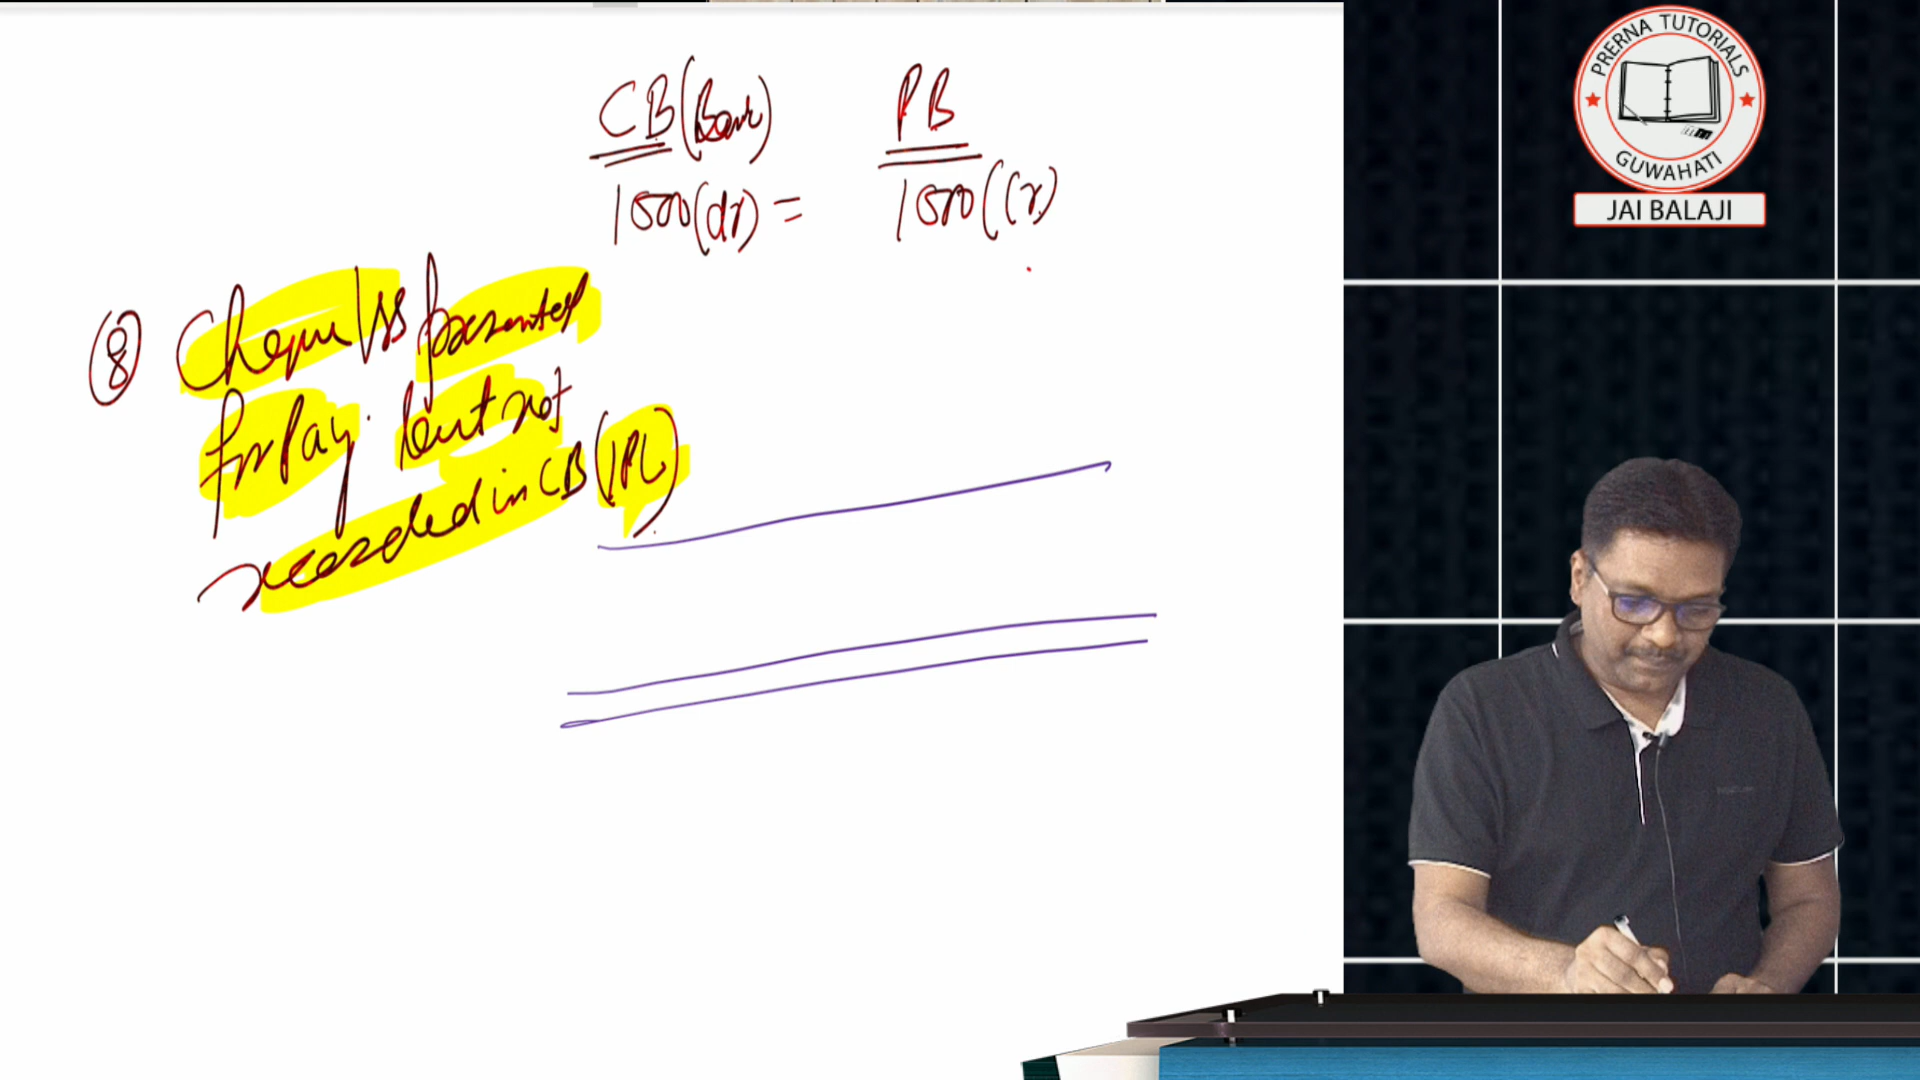 CB (Bank) PB
1500 (dr) = 1500 (Cr)
⑧ Cheque Iss presented
for Pay. but not
recorded in CB (1PL)
PRERNA TUTORIALS
GUWAHATI
JAI BALAJI